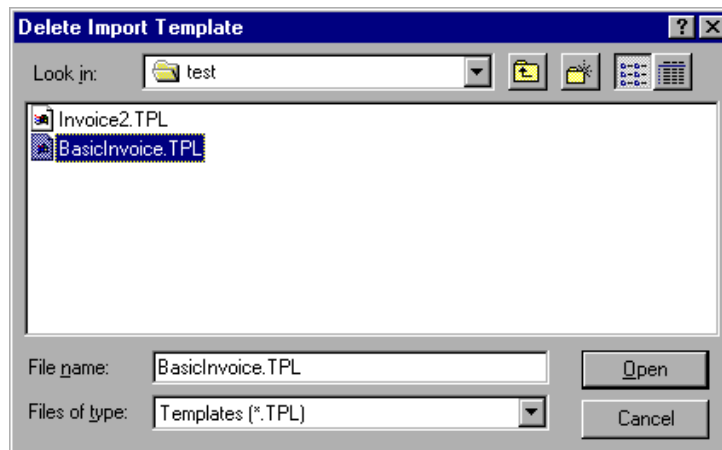 Delete Import Template
Look in: test
Invoice2.TPL
BasicInvoice.TPL
File name: BasicInvoice.TPL Open
Files of type: Templates (*.TPL) Cancel